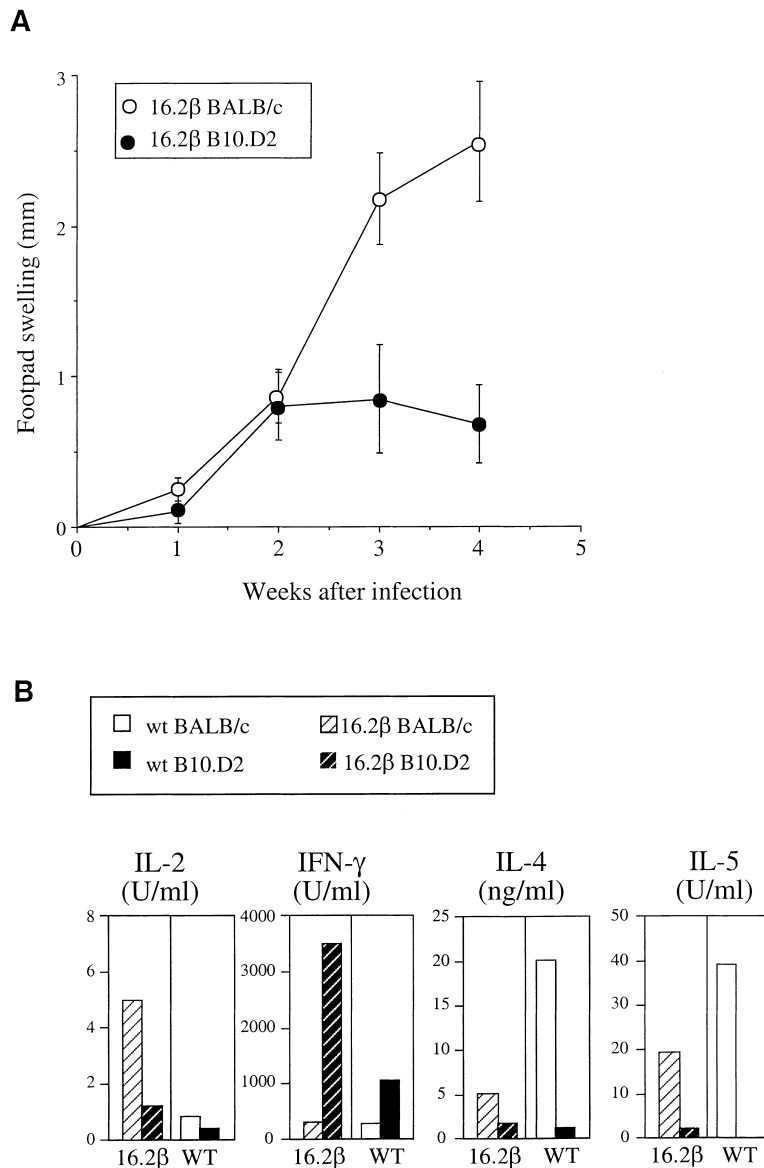 A
3
16.2β BALB/c
16.2β B10.D2
2
Footpad swelling (mm)
1
0
0 1 2 3 4 5
Weeks after infection
B
wt BALB/c 16.2β BALB/c
wt B10.D2 16.2β B10.D2
IL-2 IFN-γ IL-4 IL-5
(U/ml) (U/ml) (ng/ml) (U/ml)
8 4000 25 50
6 3000 20 40
4 2000 15 30
2 1000 10 20
0 0 5 10
0 0
16.2β WT 16.2β WT 16.2β WT 16.2β WT